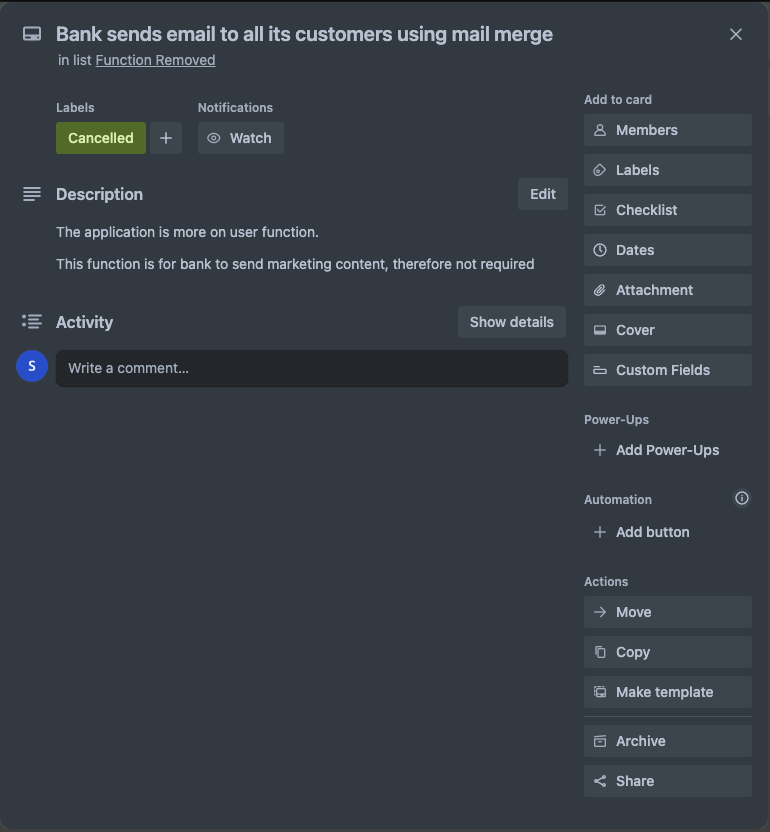 Bank sends email to all its customers using mail merge
in list Function Removed
Labels
Notifications
Cancelled
Watch
Description
Edit
The application is more on user function.
This function is for bank to send marketing content, therefore not required
Activity
Show details
S
Write a comment...
Add to card
Members
Labels
Checklist
Dates
Attachment
Cover
Custom Fields
Power-Ups
+ Add Power-Ups
Automation
+ Add button
Actions
Move
Copy
Make template
Archive
Share